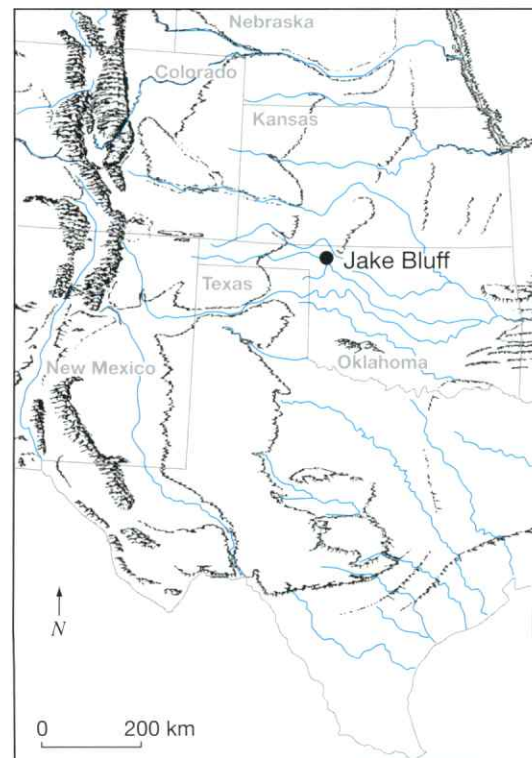 Nebraska
Colorado
Kansas
Jake Bluff
Texas
Oklahoma
New Mexico
N
0 200 km